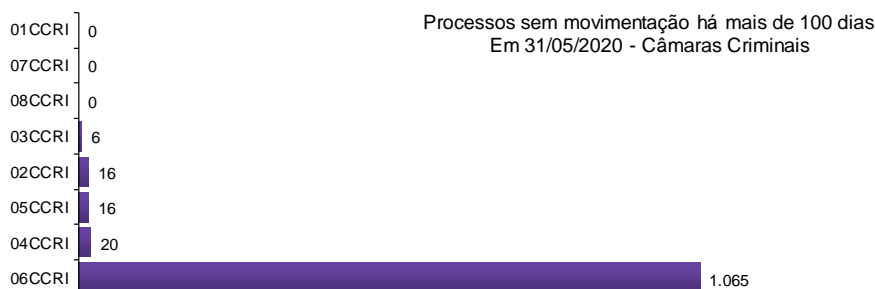 Processos sem movimentação há mais de 100 dias
Em 31/05/2020 - Câmaras Criminais
01CCRI 0
07CCRI 0
08CCRI 0
03CCRI 6
02CCRI 16
05CCRI 16
04CCRI 20
06CCRI 1.065